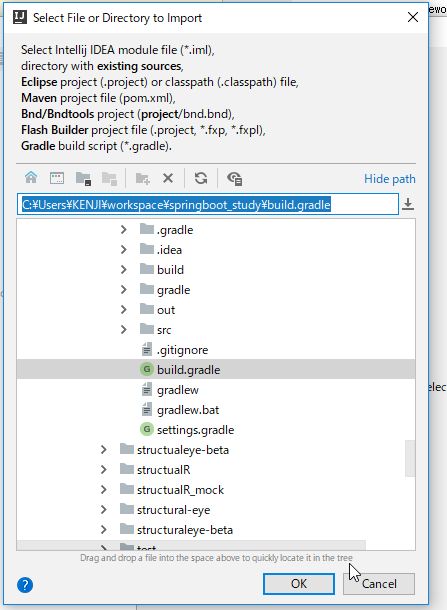 IJ
Select File or Directory to Import
Select Intellij IDEA module file (*.iml),
directory with existing sources,
Eclipse project (.project) or classpath (.classpath) file,
Maven project file (pom.xml),
Bnd/Bndtools project (project/bnd.bnd),
Flash Builder project file (.project, *.fxp, *.fxpl),
Gradle build script (*.gradle).
Hide path
C:¥Users¥KENJI¥workspace¥springboot_study¥build.gradle
.gradle
.idea
build
gradle
out
src
.gitignore
G build.gradle
gradlew
gradlew.bat
G settings.gradle
structualeye-beta
structualR
structualR_mock
structural-eye
structuraleye-beta
test
Drag and drop a file into the space above to quickly locate it in the tree
?
OK
Cancel